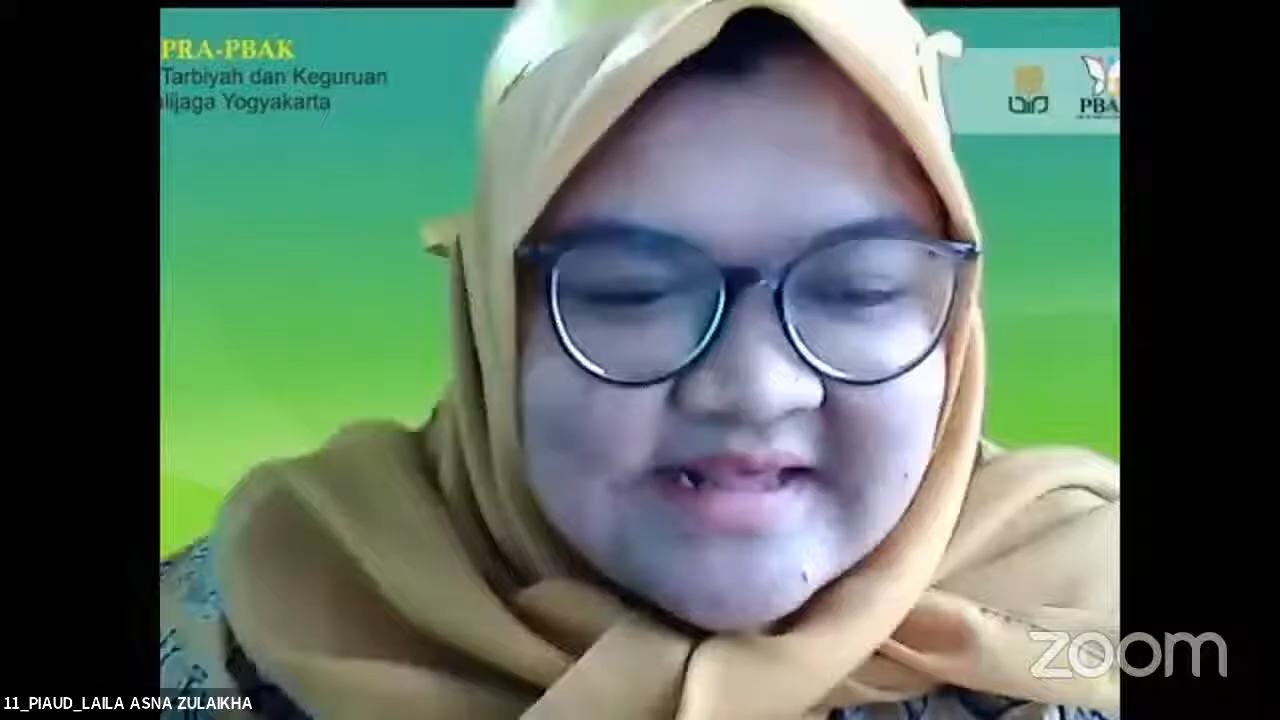 PRA-PBAK
Tarbiyah dan Keguruan
lijaga Yogyakarta
PBA
zoom
11_PIAUD_LAILA ASNA ZULAIKHA